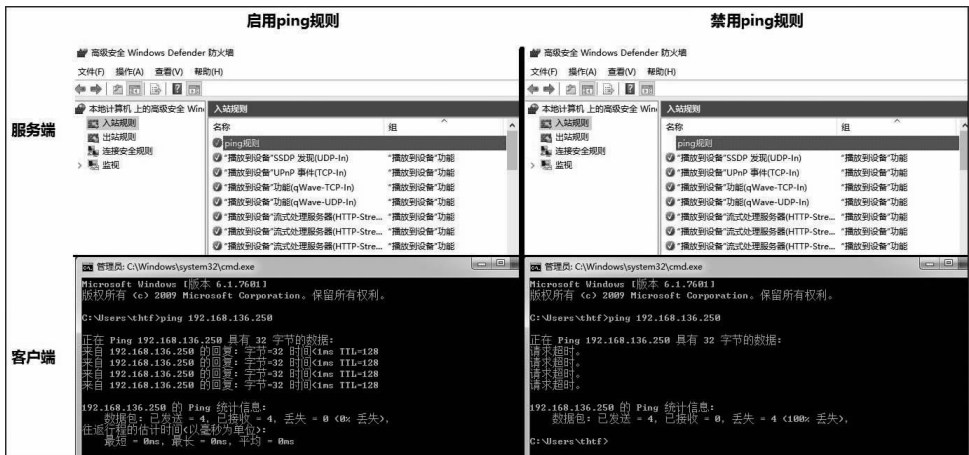 启用ping规则
禁用ping规则
服务端
高级安全 Windows Defender 防火墙
文件(F) 操作(A) 查看(V) 帮助(H)
本地计算机 上的高级安全 Win
入站规则
出站规则
连接安全规则
监视
入站规则
名称 组
ping规则
"播放到设备"SSDP 发现(UDP-In) "播放到设备"功能
"播放到设备"UPnP 事件(TCP-In) "播放到设备"功能
"播放到设备"功能(qWave-TCP-In) "播放到设备"功能
"播放到设备"功能(qWave-UDP-In) "播放到设备"功能
"播放到设备"流式处理服务器(HTTP-Stre... "播放到设备"功能
"播放到设备"流式处理服务器(HTTP-Stre... "播放到设备"功能
"播放到设备"流式处理服务器(HTTP-Stre... "播放到设备"功能
高级安全 Windows Defender 防火墙
文件(F) 操作(A) 查看(V) 帮助(H)
本地计算机 上的高级安全 Win
入站规则
出站规则
连接安全规则
监视
入站规则
名称 组
ping规则
"播放到设备"SSDP 发现(UDP-In) "播放到设备"功能
"播放到设备"UPnP 事件(TCP-In) "播放到设备"功能
"播放到设备"功能(qWave-TCP-In) "播放到设备"功能
"播放到设备"功能(qWave-UDP-In) "播放到设备"功能
"播放到设备"流式处理服务器(HTTP-Stre... "播放到设备"功能
"播放到设备"流式处理服务器(HTTP-Stre... "播放到设备"功能
"播放到设备"流式处理服务器(HTTP-Stre... "播放到设备"功能
客户端
管理员: C:\Windows\system32\cmd.exe
Microsoft Windows [版本 6.1.7601]
版权所有 (c) 2009 Microsoft Corporation。保留所有权利。
C:\Users\thtf>ping 192.168.136.250
正在 Ping 192.168.136.250 具有 32 字节的数据:
来自 192.168.136.250 的回复: 字节=32 时间<1ms TTL=128
来自 192.168.136.250 的回复: 字节=32 时间<1ms TTL=128
来自 192.168.136.250 的回复: 字节=32 时间<1ms TTL=128
来自 192.168.136.250 的回复: 字节=32 时间<1ms TTL=128
192.168.136.250 的 Ping 统计信息:
数据包: 已发送 = 4, 已接收 = 4, 丢失 = 0 (0% 丢失),
往返行程的估计时间(以毫秒为单位):
最短 = 0ms, 最长 = 0ms, 平均 = 0ms
管理员: C:\Windows\system32\cmd.exe
Microsoft Windows [版本 6.1.7601]
版权所有 (c) 2009 Microsoft Corporation。保留所有权利。
C:\Users\thtf>ping 192.168.136.250
正在 Ping 192.168.136.250 具有 32 字节的数据:
请求超时。
请求超时。
请求超时。
请求超时。
192.168.136.250 的 Ping 统计信息:
数据包: 已发送 = 4, 已接收 = 0, 丢失 = 4 (100% 丢失),
C:\Users\thtf>